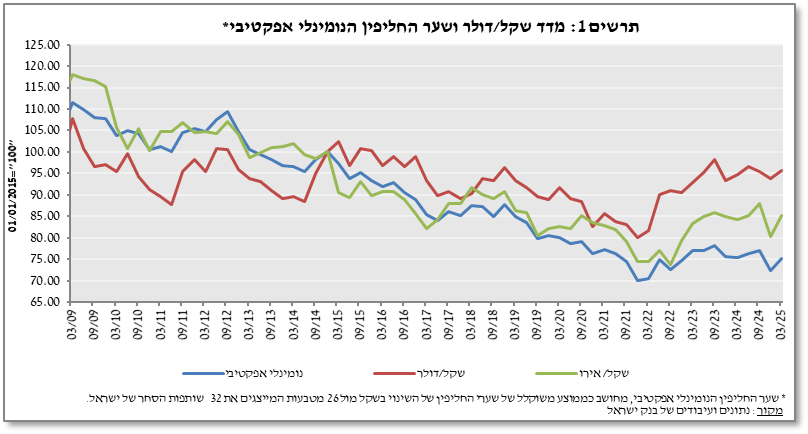 תרשים1: מדד שקל/דולר ושער החליפין הנומינלי אפקטיבי*
125.00
120.00
115.00
110.00
105.00
100.00
95.00
90.00
85.00
80.00
75.00
70.00
65.00
01/01/2015="100"
03/09 09/09 03/10 09/10 03/11 09/11 03/12 09/12 03/13 09/13 03/14 09/14 03/15 09/15 03/16 09/16 03/17 09/17 03/18 09/18 03/19 09/19 03/20 09/20 03/21 09/21 03/22 09/22 03/23 09/23 03/24 09/24 03/25
נומינלי אפקטיבי שקל/דולר שקל/אירו
* שער החליפין הנומינלי אפקטיבי, מחושב כממוצע משוקלל של שערי החליפין של השינוי בשקל מול 26 מטבעות המייצגים את 32 שותפות הסחר של ישראל.
מקור: נתונים ועיבודים של בנק ישראל